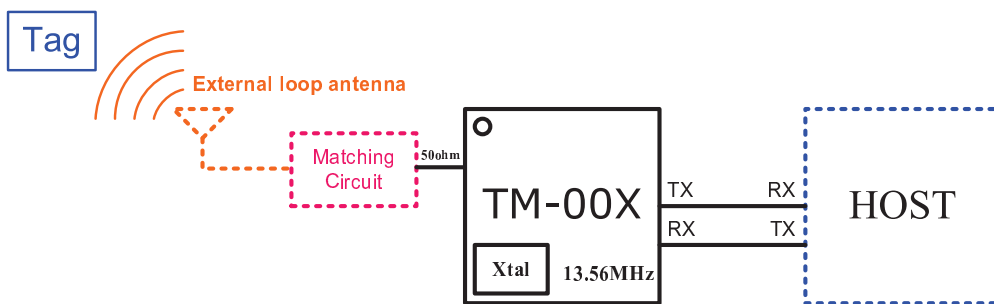 Tag
External loop antenna
Matching
Circuit
50ohm
TM-00X
Xtal
13.56MHz
TX
RX
RX
TX
HOST